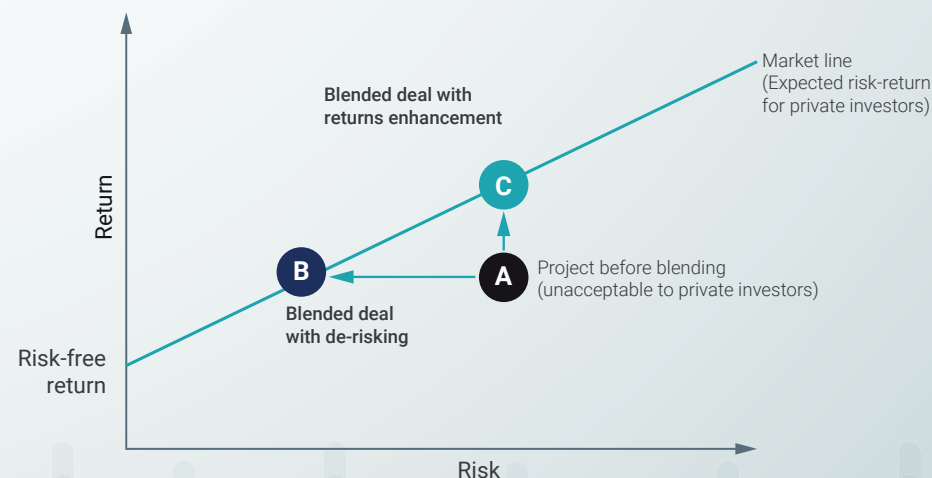 Market line
(Expected risk-return
for private investors)
Blended deal with
returns enhancement
C
Return
B
A
Project before blending
(unacceptable to private investors)
Blended deal
with de-risking
Risk-free
return
Risk